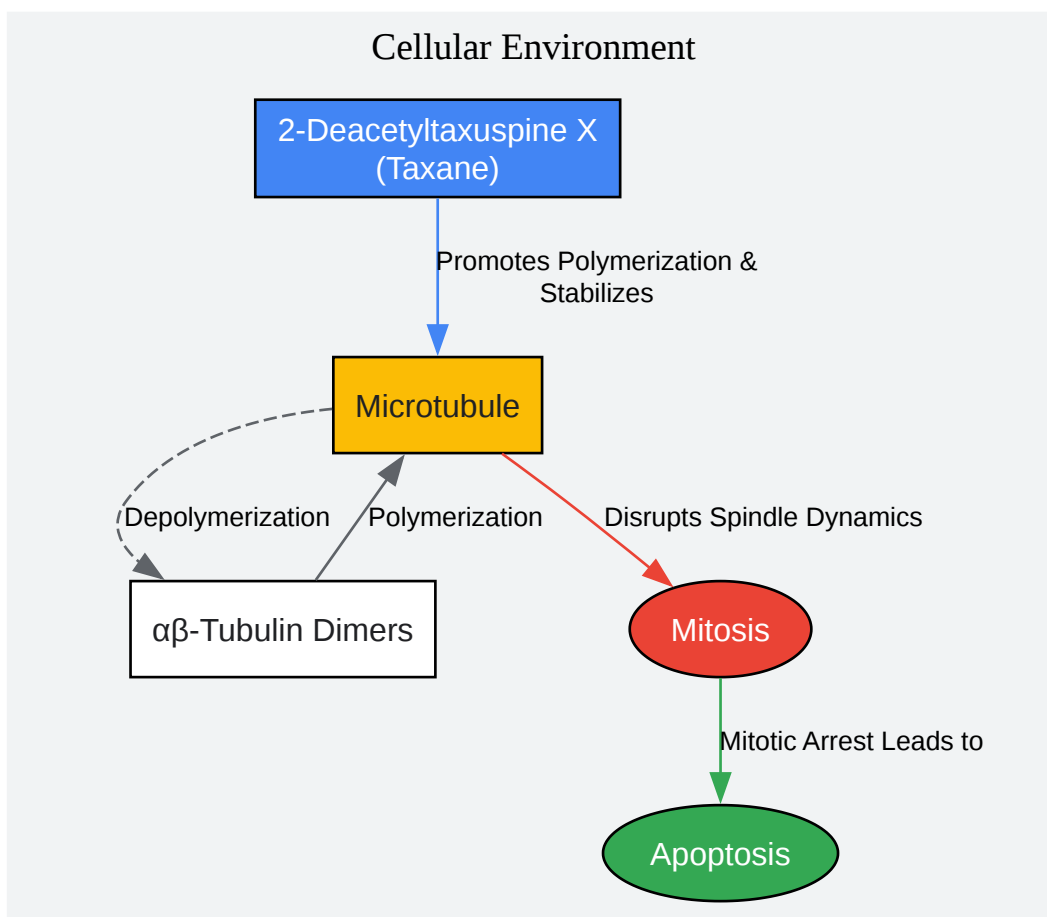 Cellular Environment
2-Deacetyltaxuspine X
(Taxane)
Promotes Polymerization &
Stabilizes
Microtubule
Depolymerization
Polymerization
Disrupts Spindle Dynamics
αβ-Tubulin Dimers
Mitosis
Mitotic Arrest Leads to
Apoptosis